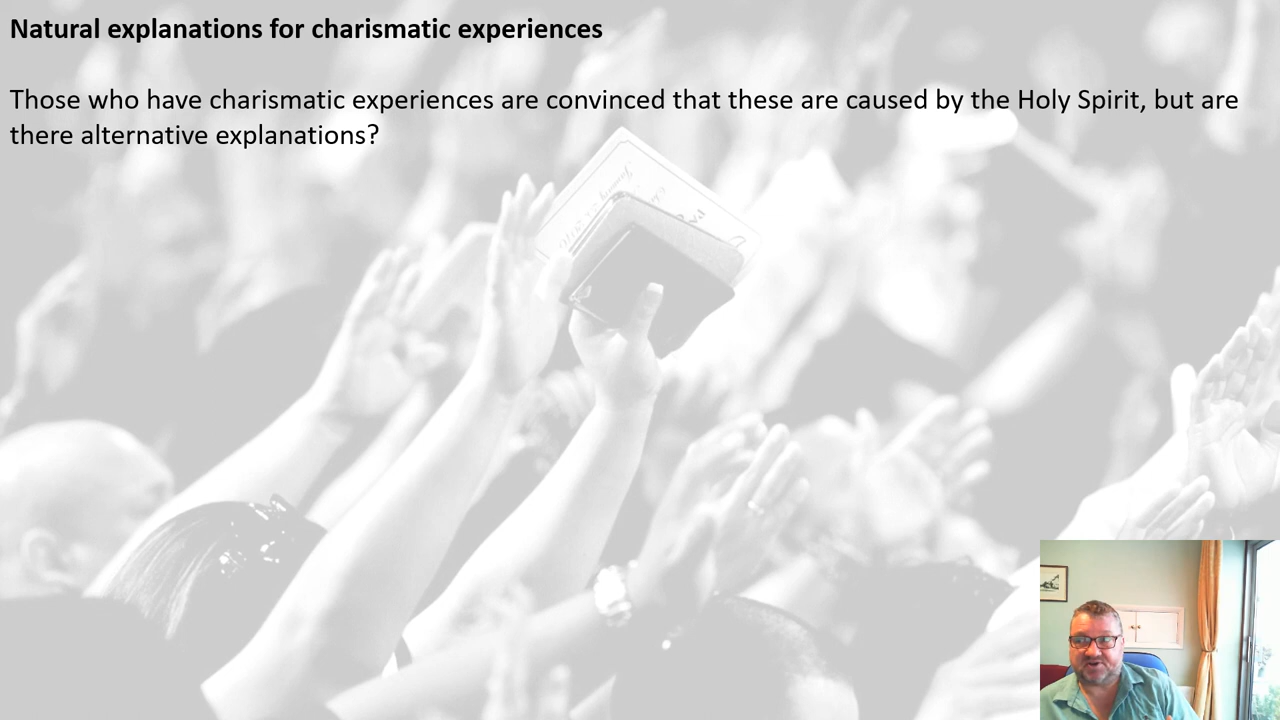 Natural explanations for charismatic experiences
Those who have charismatic experiences are convinced that these are caused by the Holy Spirit, but are
there alternative explanations?